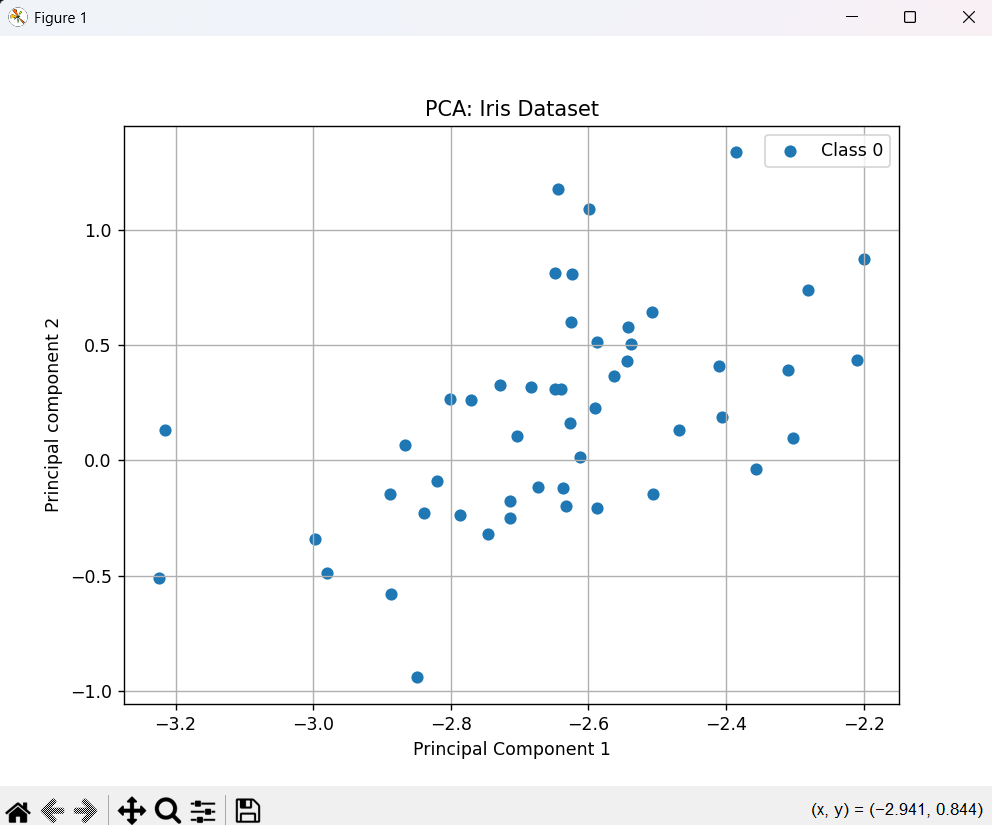 Figure 1
PCA: Iris Dataset
Class 0
Principal component 2
1.0
0.5
0.0
−0.5
−1.0
−3.2 −3.0 −2.8 −2.6 −2.4 −2.2
Principal Component 1
(x, y) = (−2.941, 0.844)